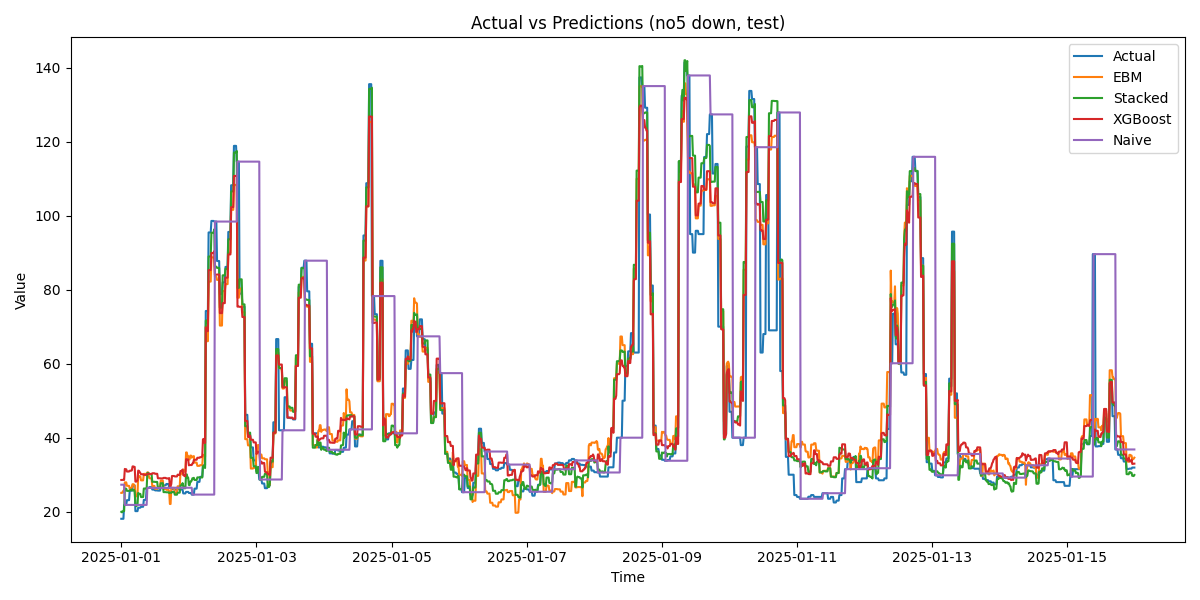 Actual vs Predictions (no5 down, test)
Value
140
120
100
80
60
40
20
Actual
EBM
Stacked
XGBoost
Naive
2025-01-01
2025-01-03
2025-01-05
2025-01-07
2025-01-09
2025-01-11
2025-01-13
2025-01-15
Time